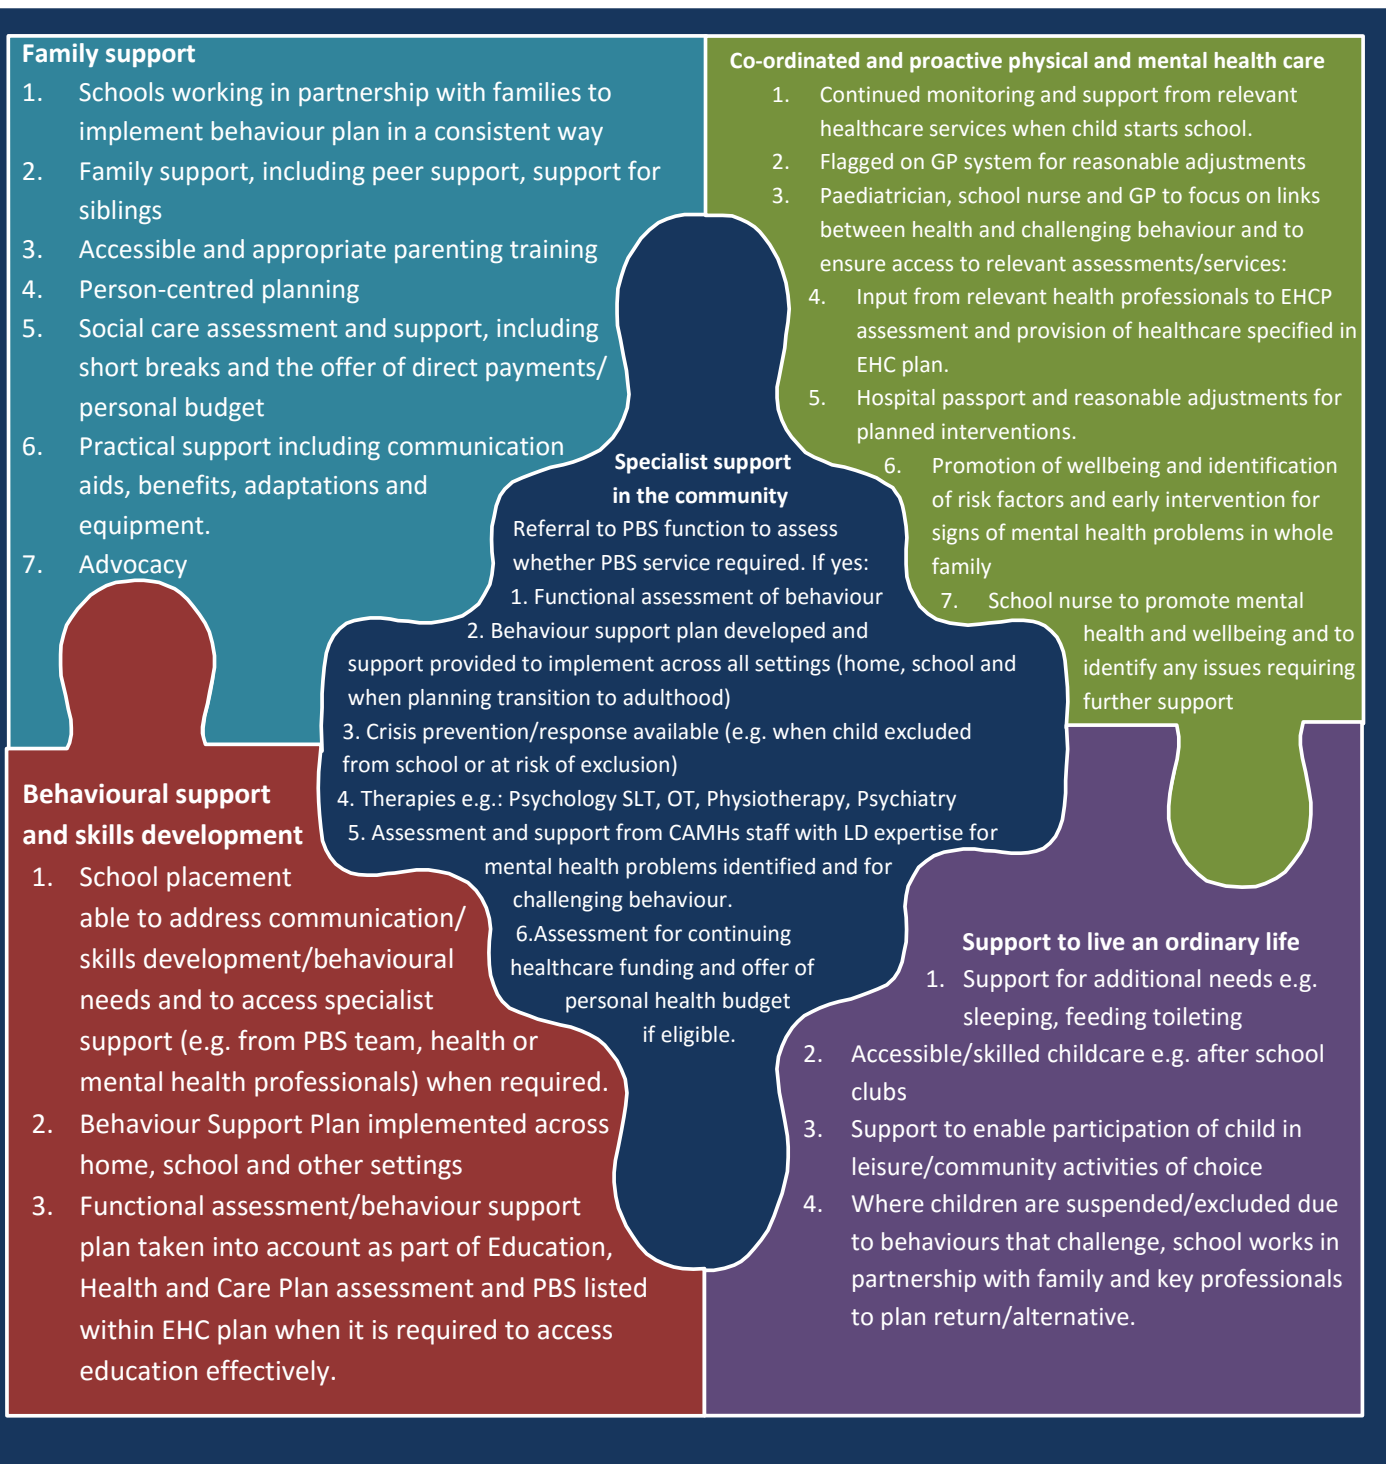 Family support
1. Schools working in partnership with families to
implement behaviour plan in a consistent way
2. Family support, including peer support, support for
siblings
3. Accessible and appropriate parenting training
4. Person-centred planning
5. Social care assessment and support, including
short breaks and the offer of direct payments/
personal budget
6. Practical support including communication
aids, benefits, adaptations and
equipment.
7. Advocacy
Co-ordinated and proactive physical and mental health care
1. Continued monitoring and support from relevant
healthcare services when child starts school.
2. Flagged on GP system for reasonable adjustments
3. Paediatrician, school nurse and GP to focus on links
between health and challenging behaviour and to
ensure access to relevant assessments/services:
4. Input from relevant health professionals to EHCP
assessment and provision of healthcare specified in
EHC plan.
5. Hospital passport and reasonable adjustments for
planned interventions.
6. Promotion of wellbeing and identification
of risk factors and early intervention for
signs of mental health problems in whole
family
7. School nurse to promote mental
health and wellbeing and to
identify any issues requiring
further support
Specialist support
in the community
Referral to PBS function to assess
whether PBS service required. If yes:
1. Functional assessment of behaviour
2. Behaviour support plan developed and
support provided to implement across all settings (home, school and
when planning transition to adulthood)
3. Crisis prevention/response available (e.g. when child excluded
from school or at risk of exclusion)
4. Therapies e.g.: Psychology SLT, OT, Physiotherapy, Psychiatry
5. Assessment and support from CAMHs staff with LD expertise for
mental health problems identified and for
challenging behaviour.
6.Assessment for continuing
healthcare funding and offer of
personal health budget
if eligible.
Behavioural support
and skills development
1. School placement
able to address communication/
skills development/behavioural
needs and to access specialist
support (e.g. from PBS team, health or
mental health professionals) when required.
2. Behaviour Support Plan implemented across
home, school and other settings
3. Functional assessment/behaviour support
plan taken into account as part of Education,
Health and Care Plan assessment and PBS listed
within EHC plan when it is required to access
education effectively.
Support to live an ordinary life
1. Support for additional needs e.g.
sleeping, feeding toileting
2. Accessible/skilled childcare e.g. after school
clubs
3. Support to enable participation of child in
leisure/community activities of choice
4. Where children are suspended/excluded due
to behaviours that challenge, school works in
partnership with family and key professionals
to plan return/alternative.